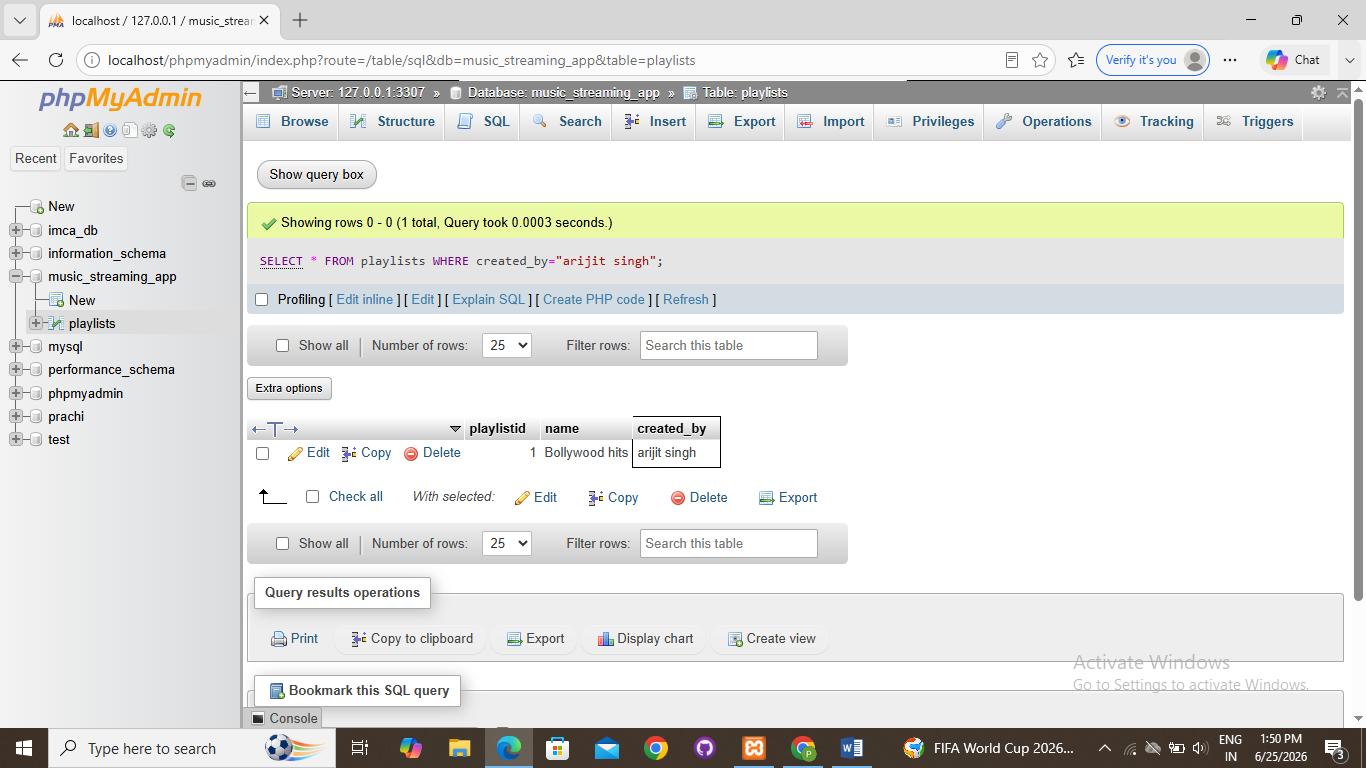 localhost / 127.0.0.1 / music_strear
localhost/phpmyadmin/index.php?route=/table/sql&db=music_streaming_app&table=playlists
Verify it's you
Chat
phpMyAdmin
Recent
Favorites
New
imca_db
information_schema
music_streaming_app
New
playlists
mysql
performance_schema
phpmyadmin
prachi
test
Server: 127.0.0.1:3307 » Database: music_streaming_app » Table: playlists
Browse Structure SQL Search Insert Export Import Privileges Operations Tracking Triggers
Show query box
Showing rows 0 - 0 (1 total, Query took 0.0003 seconds.)
SELECT * FROM playlists WHERE created_by="arijit singh";
Profiling [ Edit inline ] [ Edit ] [ Explain SQL ] [ Create PHP code ] [ Refresh ]
Show all Number of rows: 25 Filter rows: Search this table
Extra options
playlistid name created_by
Edit Copy Delete 1 Bollywood hits arijit singh
Check all With selected: Edit Copy Delete Export
Show all Number of rows: 25 Filter rows: Search this table
Query results operations
Print Copy to clipboard Export Display chart Create view
Activate Windows
Go to Settings to activate Windows.
Bookmark this SQL query
Console
Type here to search
FIFA World Cup 2026...
ENG
IN
1:50 PM
6/25/2026
3